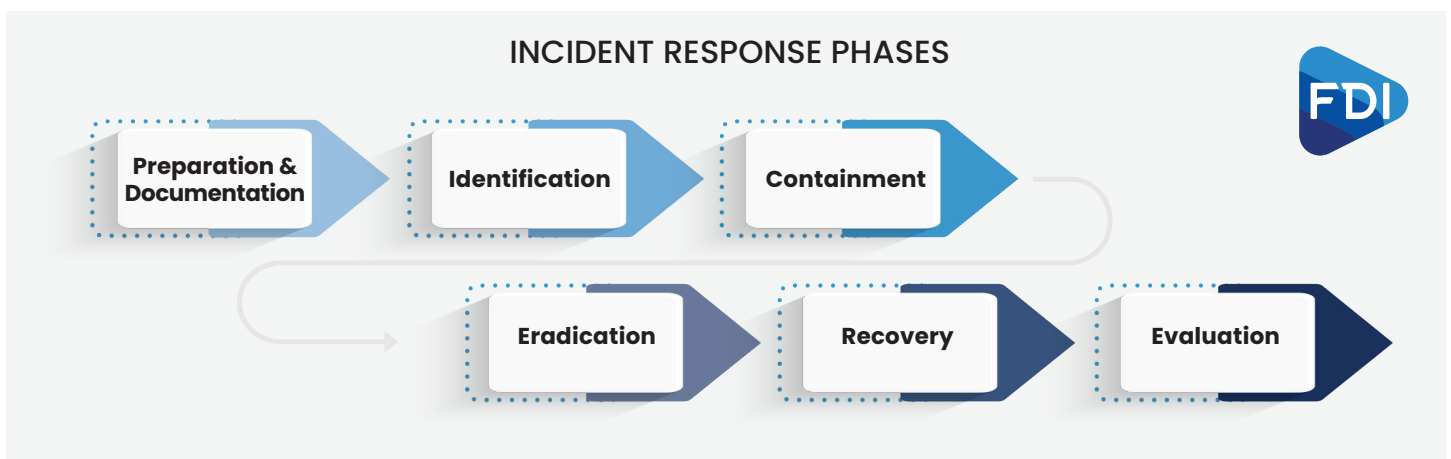 INCIDENT RESPONSE PHASES
FDI
Preparation &
Documentation
Identification
Containment
Eradication
Recovery
Evaluation